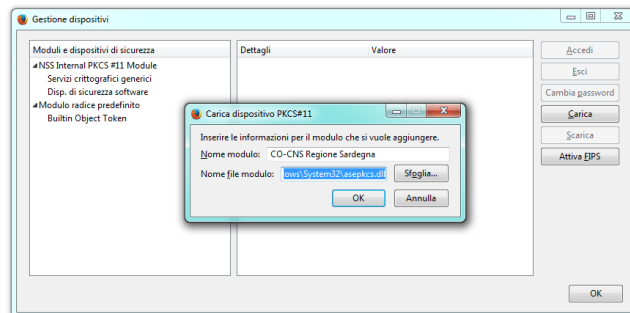 Gestione dispositivi
Moduli e dispositivi di sicurezza
NSS Internal PKCS #11 Module
Servizi crittografici generici
Disp. di sicurezza software
Modulo radice predefinito
Builtin Object Token
Dettagli Valore
Accedi
Esci
Cambia password
Carica
Scarica
Attiva FIPS
Carica dispositivo PKCS#11
Inserire le informazioni per il modulo che si vuole aggiungere.
Nome modulo: CO-CNS Regione Sardegna
Nome file modulo: ows\System32\asepkcs.dll Sfoglia...
OK Annulla
OK